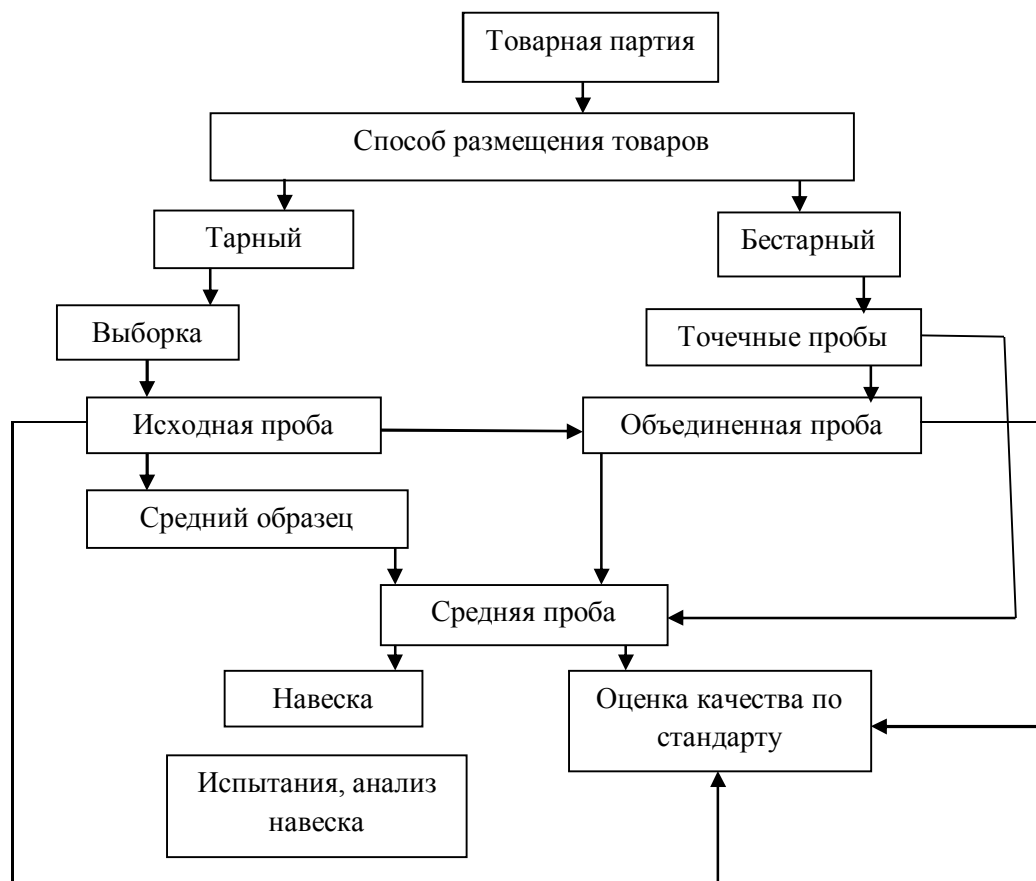 Товарная партия
Способ размещения товаров
Тарный
Бестарный
Выборка
Точечные пробы
Исходная проба
Объединенная проба
Средний образец
Средняя проба
Навеска
Оценка качества по
стандарту
Испытания, анализ
навеска